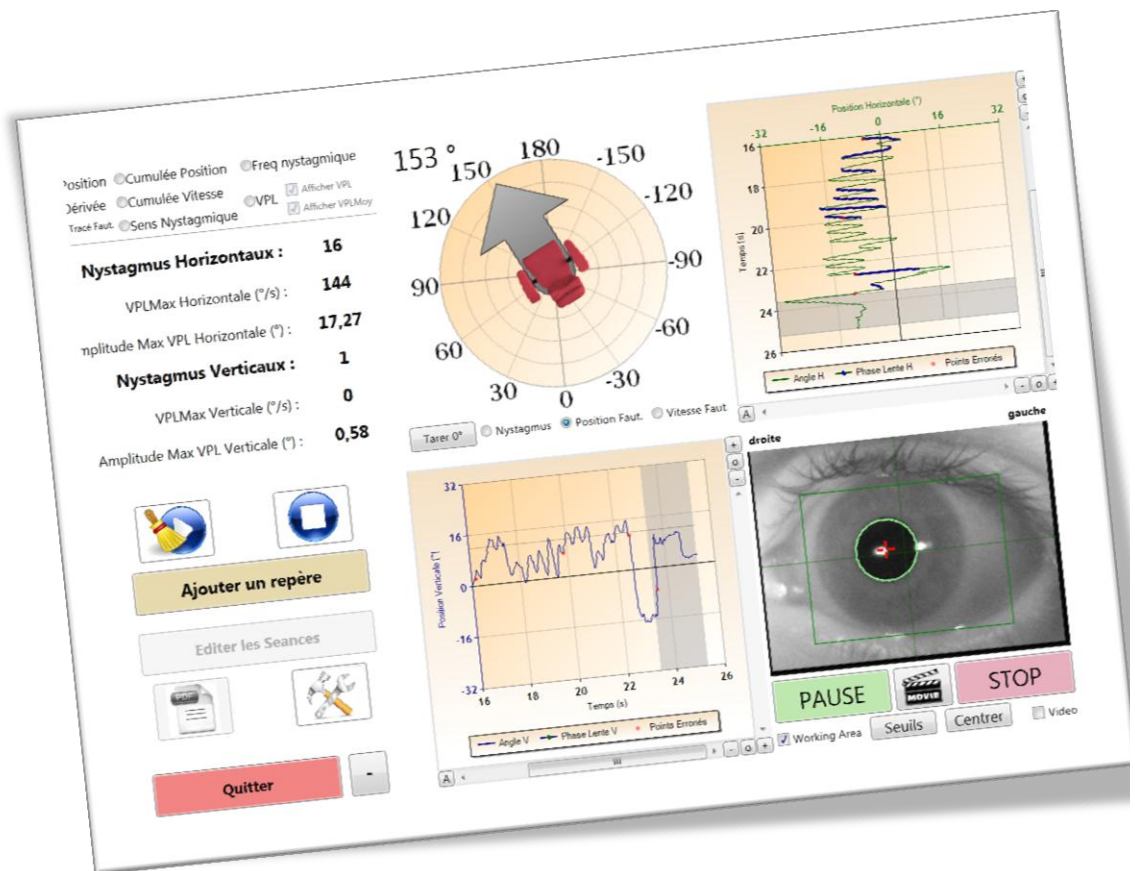 Position Cumulée Position Freq nystagmique
Dérivée Cumulée Vitesse VPL Afficher VPL
Tracé Faut. Sens Nystagmique Afficher VPLMoy
Nystagmus Horizontaux : 16
VPLMax Horizontale (°/s) : 144
mplitude Max VPL Horizontale (°) : 17,27
Nystagmus Verticaux : 1
VPLMax Verticale (°/s) : 0
Amplitude Max VPL Verticale (°) : 0,58
Ajouter un repère
Editer les Seances
PDF
Quitter
-
153 °
180
150 -150
120 -120
90 -90
60 -60
30 -30
0
Tarer 0° Nystagmus Position Faut. Vitesse Faut
Position Horizontale (°)
-32 -16 0 16 32
16
18
20
22
24
26
Temps (s)
Angle H Phase Lente H Points Erronés
A - o +
+
o
-
32
16
0
-16
-32
Position Verticale (°)
16 18 20 22 24 26
Temps (s)
Angle V Phase Lente V Points Erronés
A - o +
droite gauche
PAUSE MOVIE STOP
Working Area Seuils Centrer Video